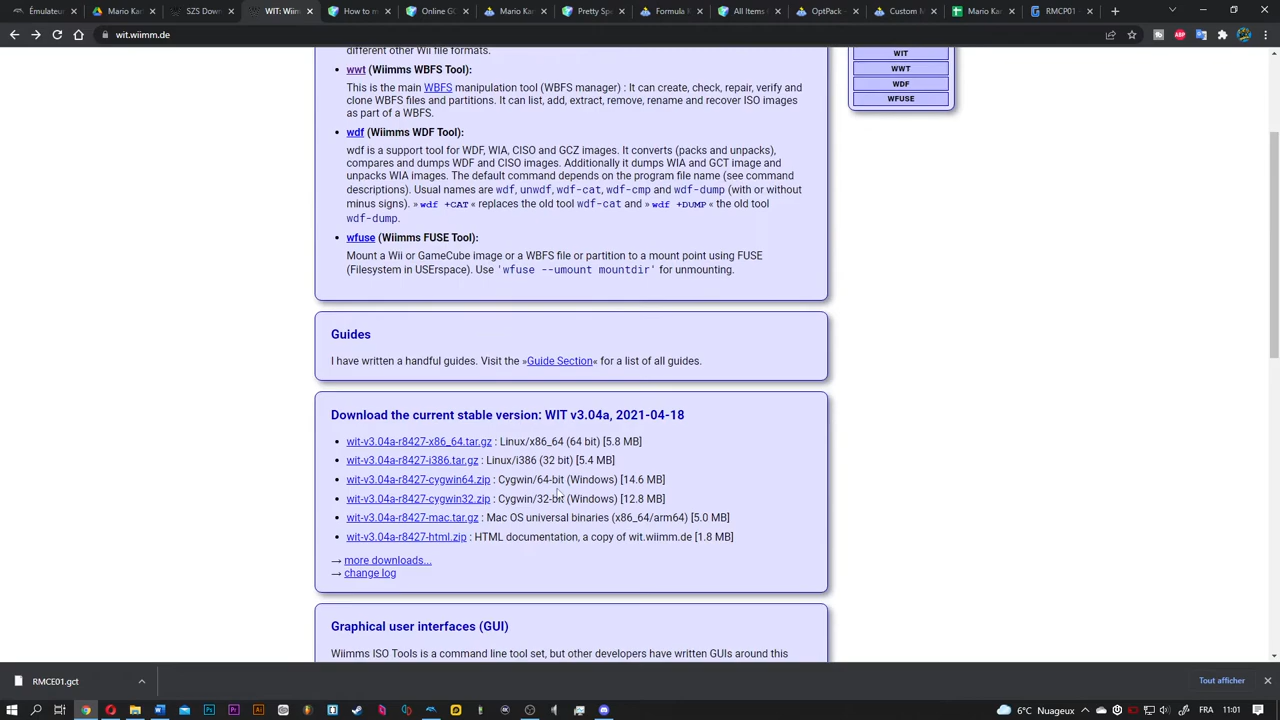 Émulateu
Mario Kar
SZS Down
WIT: Wiim
How to m
Online GC
Mario Kar
Pretty Spe
Formula R
All Items (
OptPack -
Custom M
Mario Kar
RMCP01
wit.wiimm.de
different other Wii file formats.
wwt (Wiimms WBFS Tool):
This is the main WBFS manipulation tool (WBFS manager) : It can create, check, repair, verify and
clone WBFS files and partitions. It can list, add, extract, remove, rename and recover ISO images
as part of a WBFS.
wdf (Wiimms WDF Tool):
wdf is a support tool for WDF, WIA, CISO and GCZ images. It converts (packs and unpacks),
compares and dumps WDF and CISO images. Additionally it dumps WIA and GCT image and
unpacks WIA images. The default command depends on the program file name (see command
descriptions). Usual names are wdf, unwdf, wdf-cat, wdf-cmp and wdf-dump (with or without
minus signs). » wdf +CAT « replaces the old tool wdf-cat and » wdf +DUMP « the old tool
wdf-dump.
wfuse (Wiimms FUSE Tool):
Mount a Wii or GameCube image or a WBFS file or partition to a mount point using FUSE
(Filesystem in USErspace). Use 'wfuse --umount mountdir' for unmounting.
WIT
WWT
WDF
WFUSE
Guides
I have written a handful guides. Visit the »Guide Section« for a list of all guides.
Download the current stable version: WIT v3.04a, 2021-04-18
wit-v3.04a-r8427-x86_64.tar.gz : Linux/x86_64 (64 bit) [5.8 MB]
wit-v3.04a-r8427-i386.tar.gz : Linux/i386 (32 bit) [5.4 MB]
wit-v3.04a-r8427-cygwin64.zip : Cygwin/64-bit (Windows) [14.6 MB]
wit-v3.04a-r8427-cygwin32.zip : Cygwin/32-bit (Windows) [12.8 MB]
wit-v3.04a-r8427-mac.tar.gz : Mac OS universal binaries (x86_64/arm64) [5.0 MB]
wit-v3.04a-r8427-html.zip : HTML documentation, a copy of wit.wiimm.de [1.8 MB]
→ more downloads...
→ change log
Graphical user interfaces (GUI)
Wiimms ISO Tools is a command line tool set, but other developers have written GUIs around this
RMCE01.gct
Tout afficher
6°C Nuageux
FRA
11:01